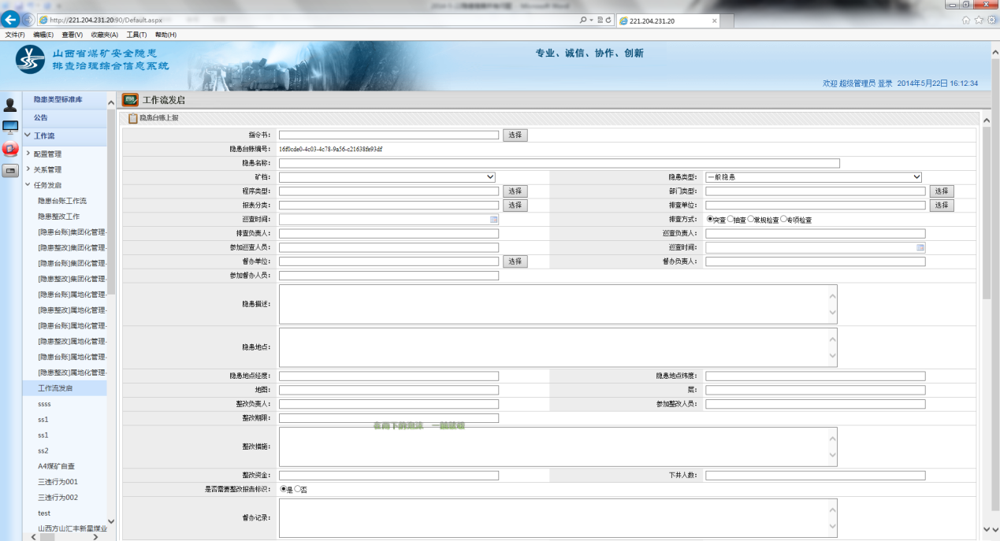 http://221.204.231.20:90/Default.aspx
221.204.231.20
文件(F) 编辑(E) 查看(V) 收藏夹(A) 工具(T) 帮助(H)
山西省煤矿安全隐患
排查治理综合信息系统
专业、诚信、协作、创新
欢迎 超级管理员 登录 2014年5月22日 16:12:34
隐患类型标准库
公告
工作流
配置管理
关系管理
任务发启
隐患台账工作流
隐患整改工作
[隐患台账]集团化管理-
[隐患整改]集团化管理-
[隐患台账]集团化管理-
[隐患整改]集团化管理-
[隐患台账]属地化管理-
[隐患整改]属地化管理-
[隐患台账]属地化管理-
[隐患整改]属地化管理-
[隐患台账]属地化管理-
[隐患整改]属地化管理-
工作流发启
ssss
ss1
ss1
ss2
A4煤矿自查
三违行为001
三违行为002
test
山西方山汇丰新星煤业
工作流发启
隐患台账上报
指令书： 选择
隐患台账编号： 16f0cde0-4c03-4c78-9a56-c21638fe93df
隐患名称：
矿档： 隐患类型： 一般隐患
程序类型： 选择 部门类型： 选择
报表分类： 选择 排查单位： 选择
巡查时间： 排查方式： 突查 抽查 常规检查 专项检查
排查负责人： 巡查负责人：
参加巡查人员： 巡查时间：
督办单位： 选择 督办负责人：
参加督办人员：
隐患描述：
隐患地点：
隐患地点经度： 隐患地点纬度：
地图： 层：
整改负责人： 参加整改人员：
整改期限：
整改措施：
整改资金： 下井人数：
是否需要整改报告标识： 是 否
督办记录：